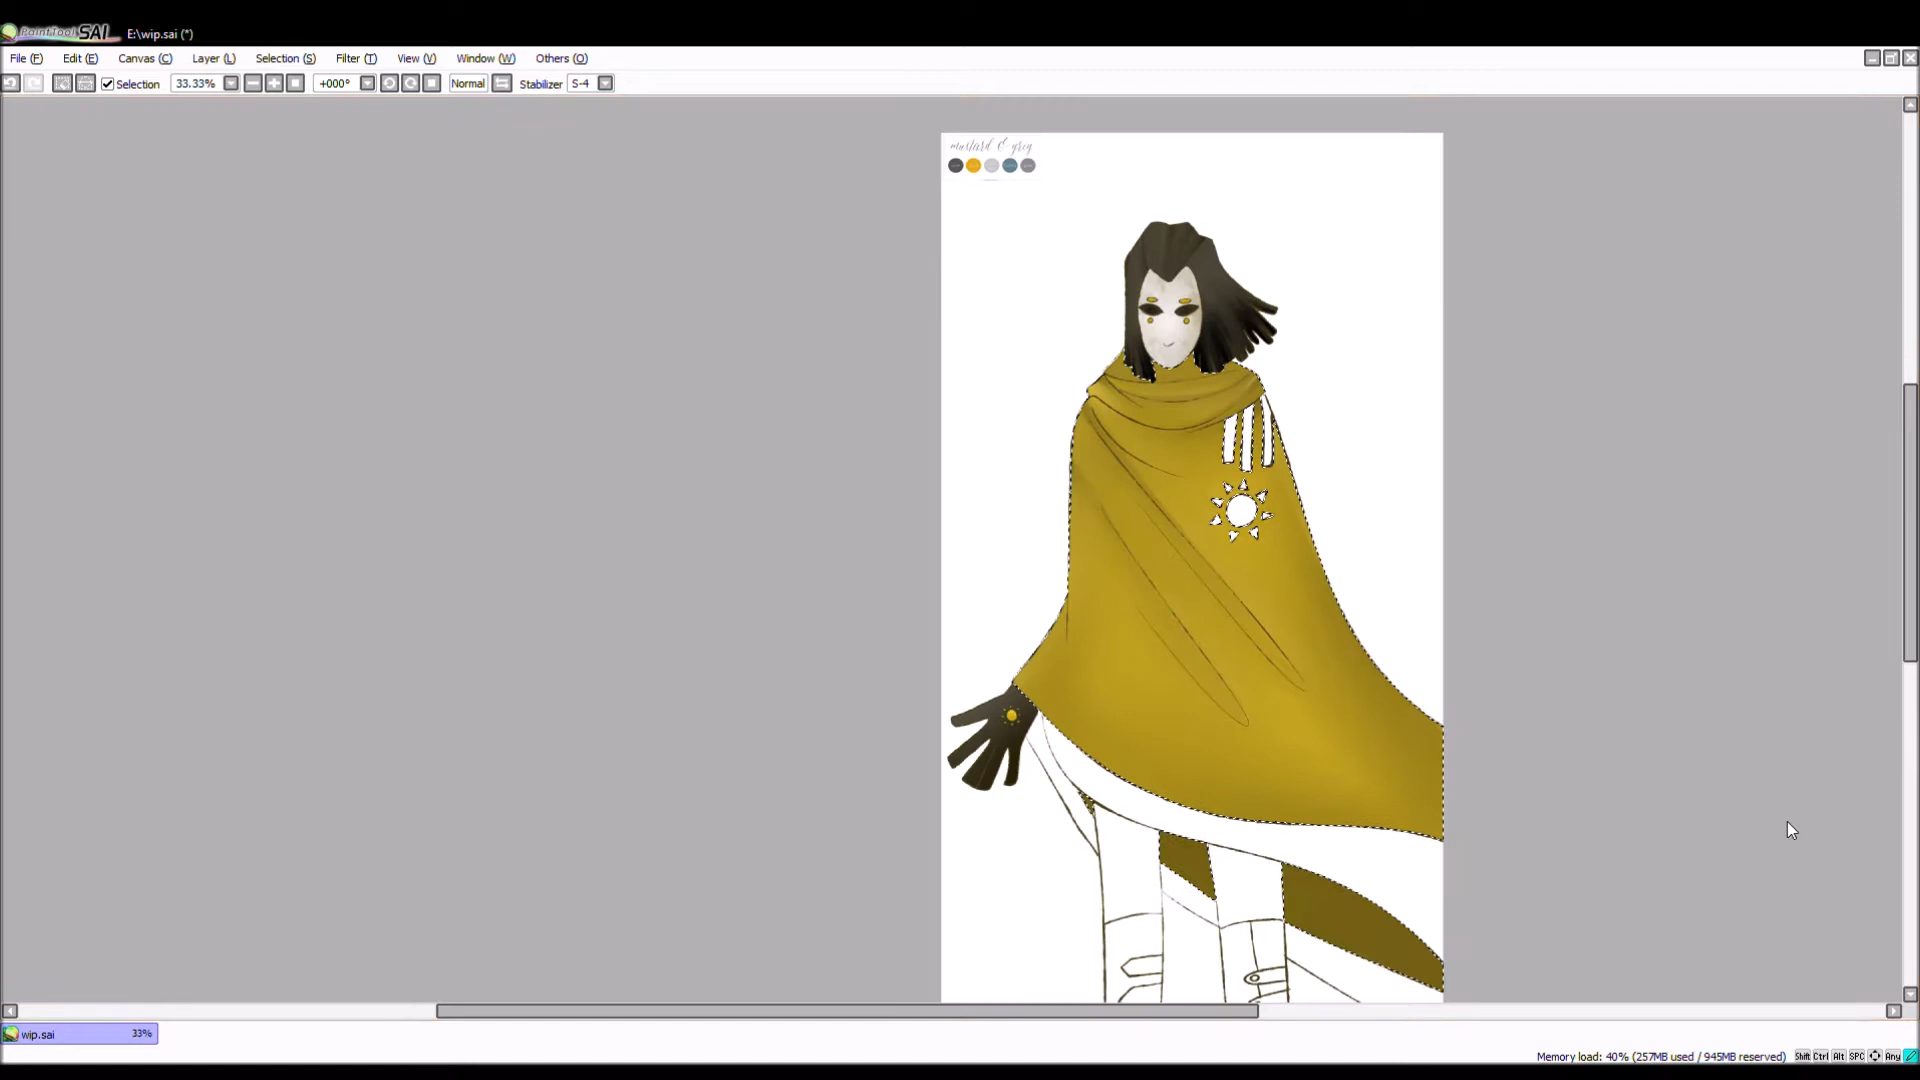 PaintTool SAI E:\wip.sai (*)
File (F) Edit (E) Canvas (C) Layer (L) Selection (S) Filter (T) View (V) Window (W) Others (O)
Selection 33.33% +000° Normal Stabilizer S-4
mustard & grey
wip.sai 33%
Memory load: 40% (257MB used / 945MB reserved) Shift Ctrl Alt SPC Any